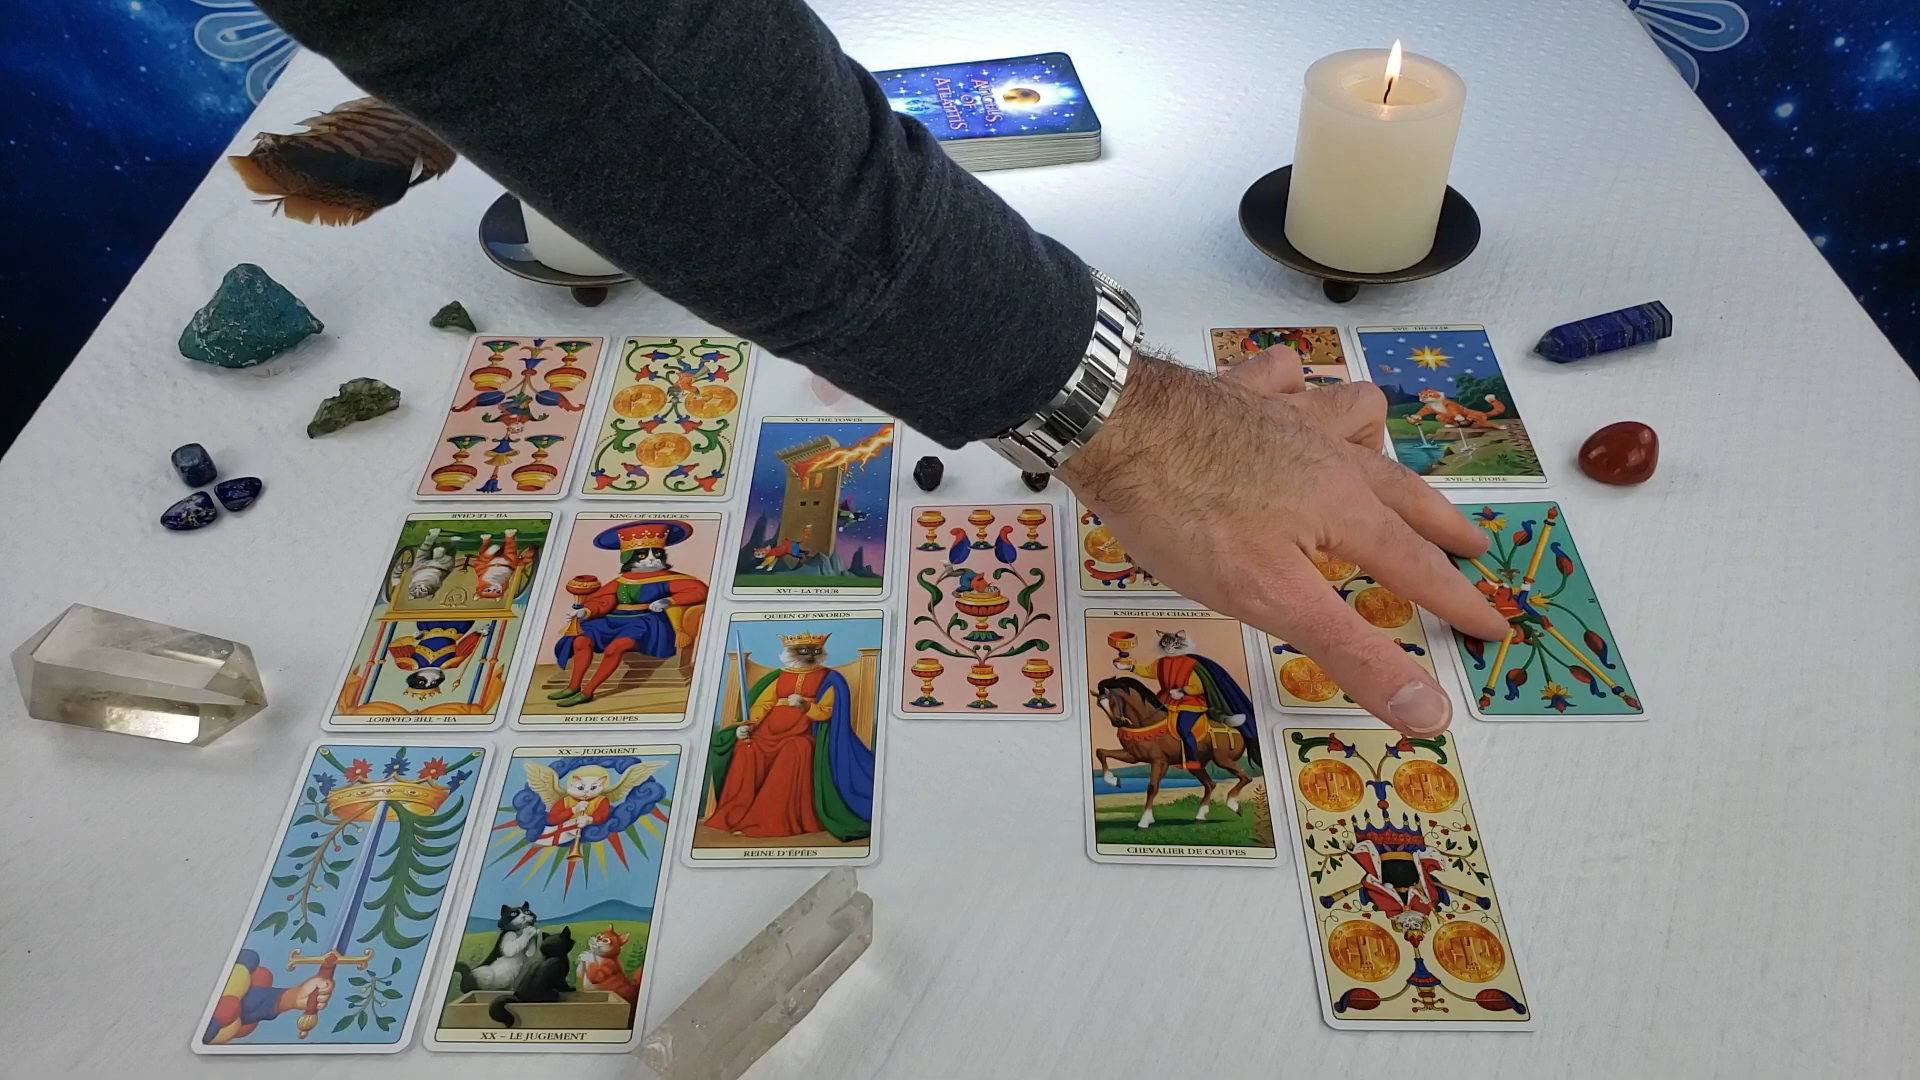 ANGELS
OF
ATLANTIS
XVII - THE STAR
XVII - L'ÉTOILE
XVI - THE TOWER
XVI - LA TOUR
VII - LE CHAR
VII - THE CHARIOT
KING OF CHALICES
ROI DE COUPES
QUEEN OF SWORDS
REINE D'ÉPÉES
KNIGHT OF CHALICES
CHEVALIER DE COUPES
XX - JUDGMENT
XX - LE JUGEMENT